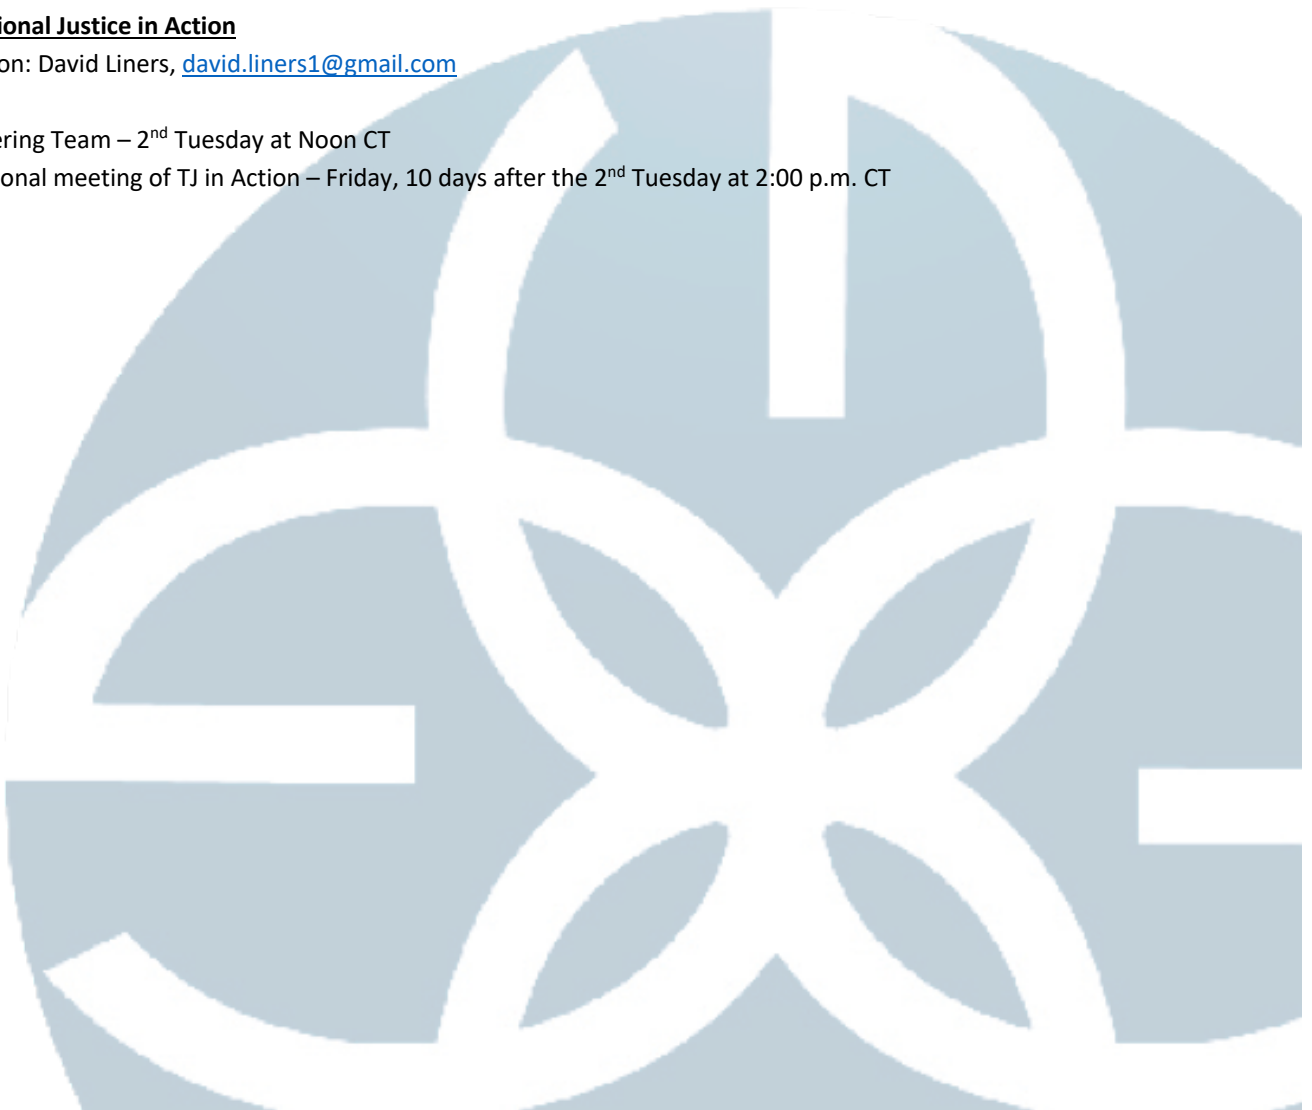 ional Justice in Action
on: David Liners, david.liners1@gmail.com
ering Team – 2nd Tuesday at Noon CT
onal meeting of TJ in Action – Friday, 10 days after the 2nd Tuesday at 2:00 p.m. CT